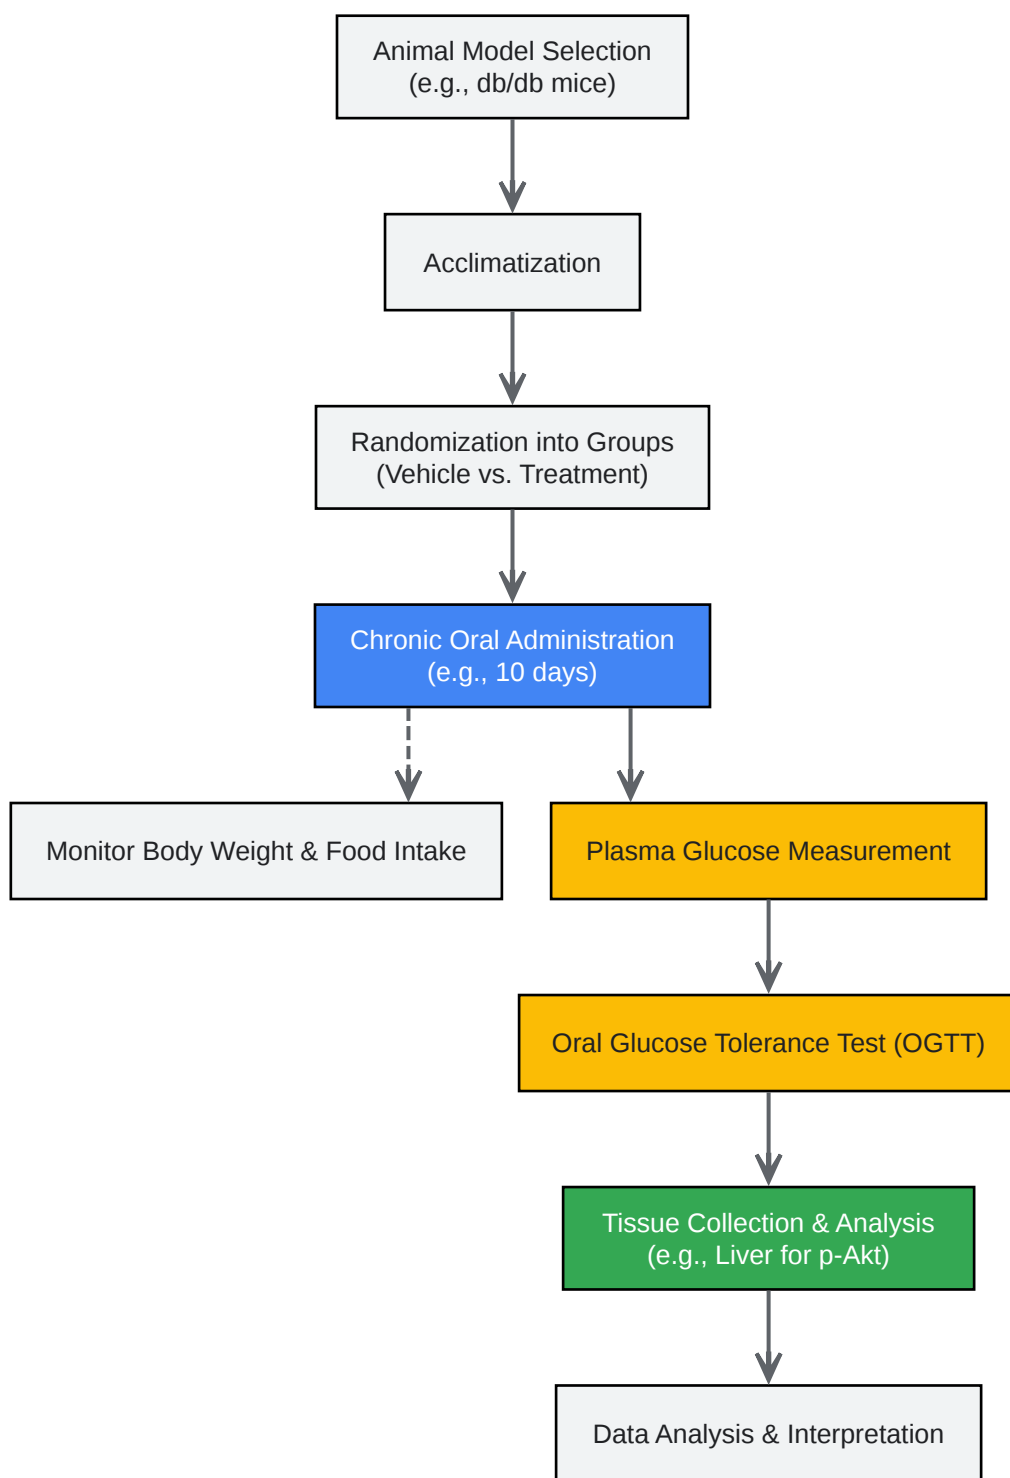 Animal Model Selection
(e.g., db/db mice)
Acclimatization
Randomization into Groups
(Vehicle vs. Treatment)
Chronic Oral Administration
(e.g., 10 days)
Monitor Body Weight & Food Intake
Plasma Glucose Measurement
Oral Glucose Tolerance Test (OGTT)
Tissue Collection & Analysis
(e.g., Liver for p-Akt)
Data Analysis & Interpretation